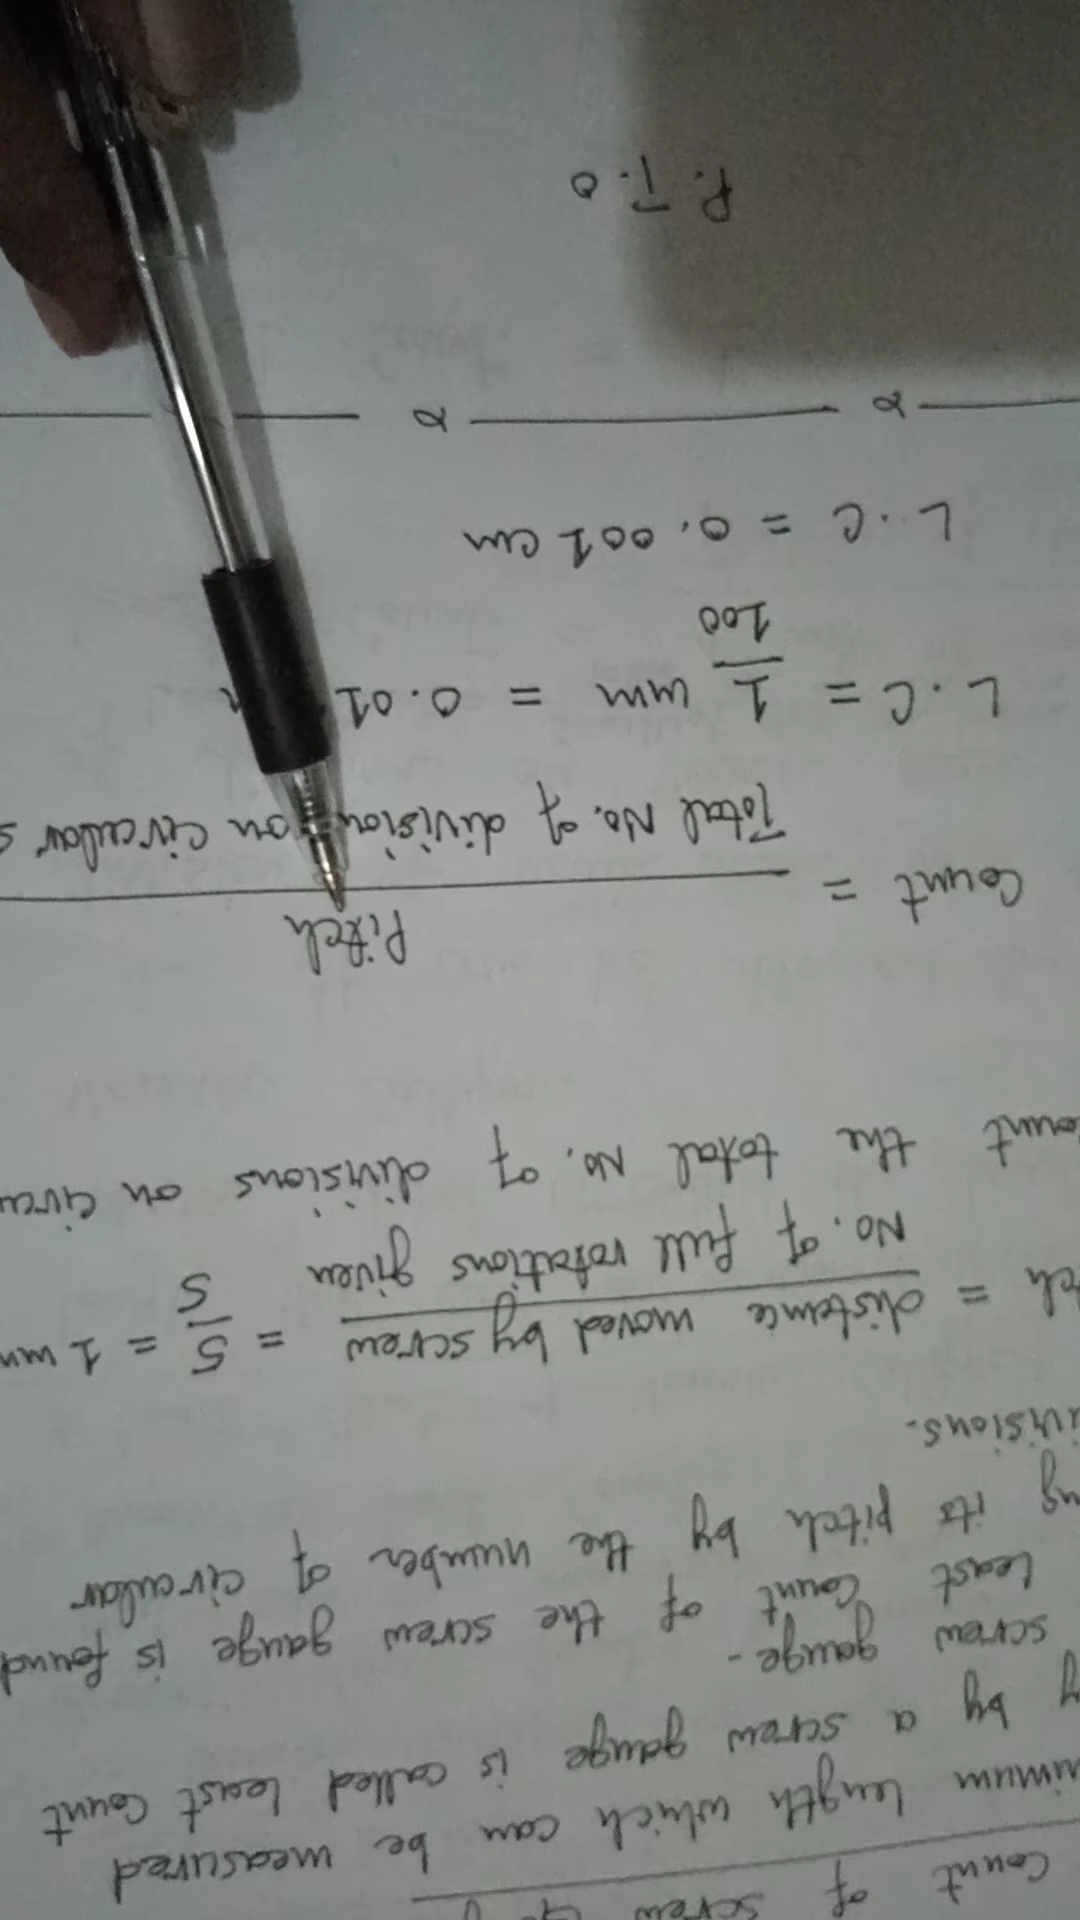 Count of screw
nimum length which can be measured
y by a screw gauge is called least count
screw gauge.
least count of the screw gauge is found
ng its pitch by the number of circular
ivisions.
ch = distance moved by screw / No. of full rotations given = 5/5 = 1 mm
ount the total No. of divisions on circu
Count = Pitch / Total No. of division on circular s
L.C = 1/100 mm = 0.01
L.C = 0.001 cm
P.T.O